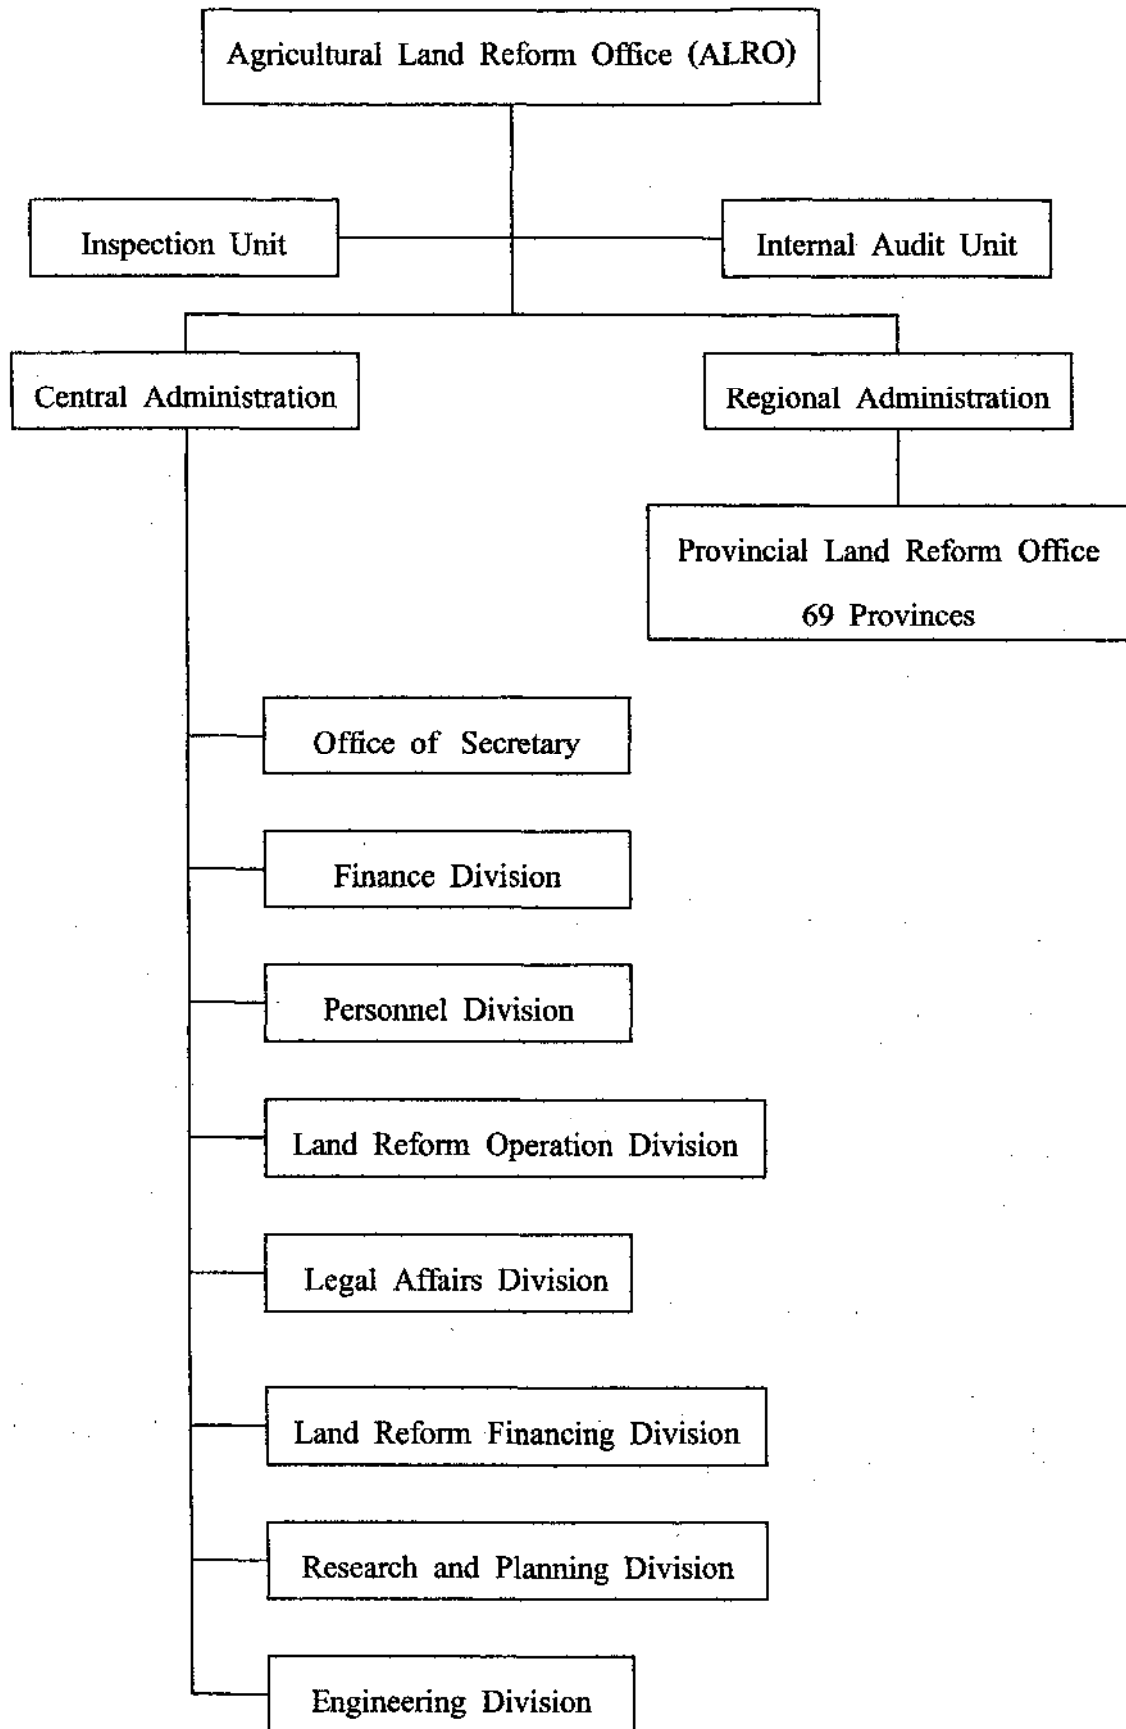 Agricultural Land Reform Office (ALRO)
Inspection Unit
Internal Audit Unit
Central Administration
Regional Administration
Provincial Land Reform Office
69 Provinces
Office of Secretary
Finance Division
Personnel Division
Land Reform Operation Division
Legal Affairs Division
Land Reform Financing Division
Research and Planning Division
Engineering Division